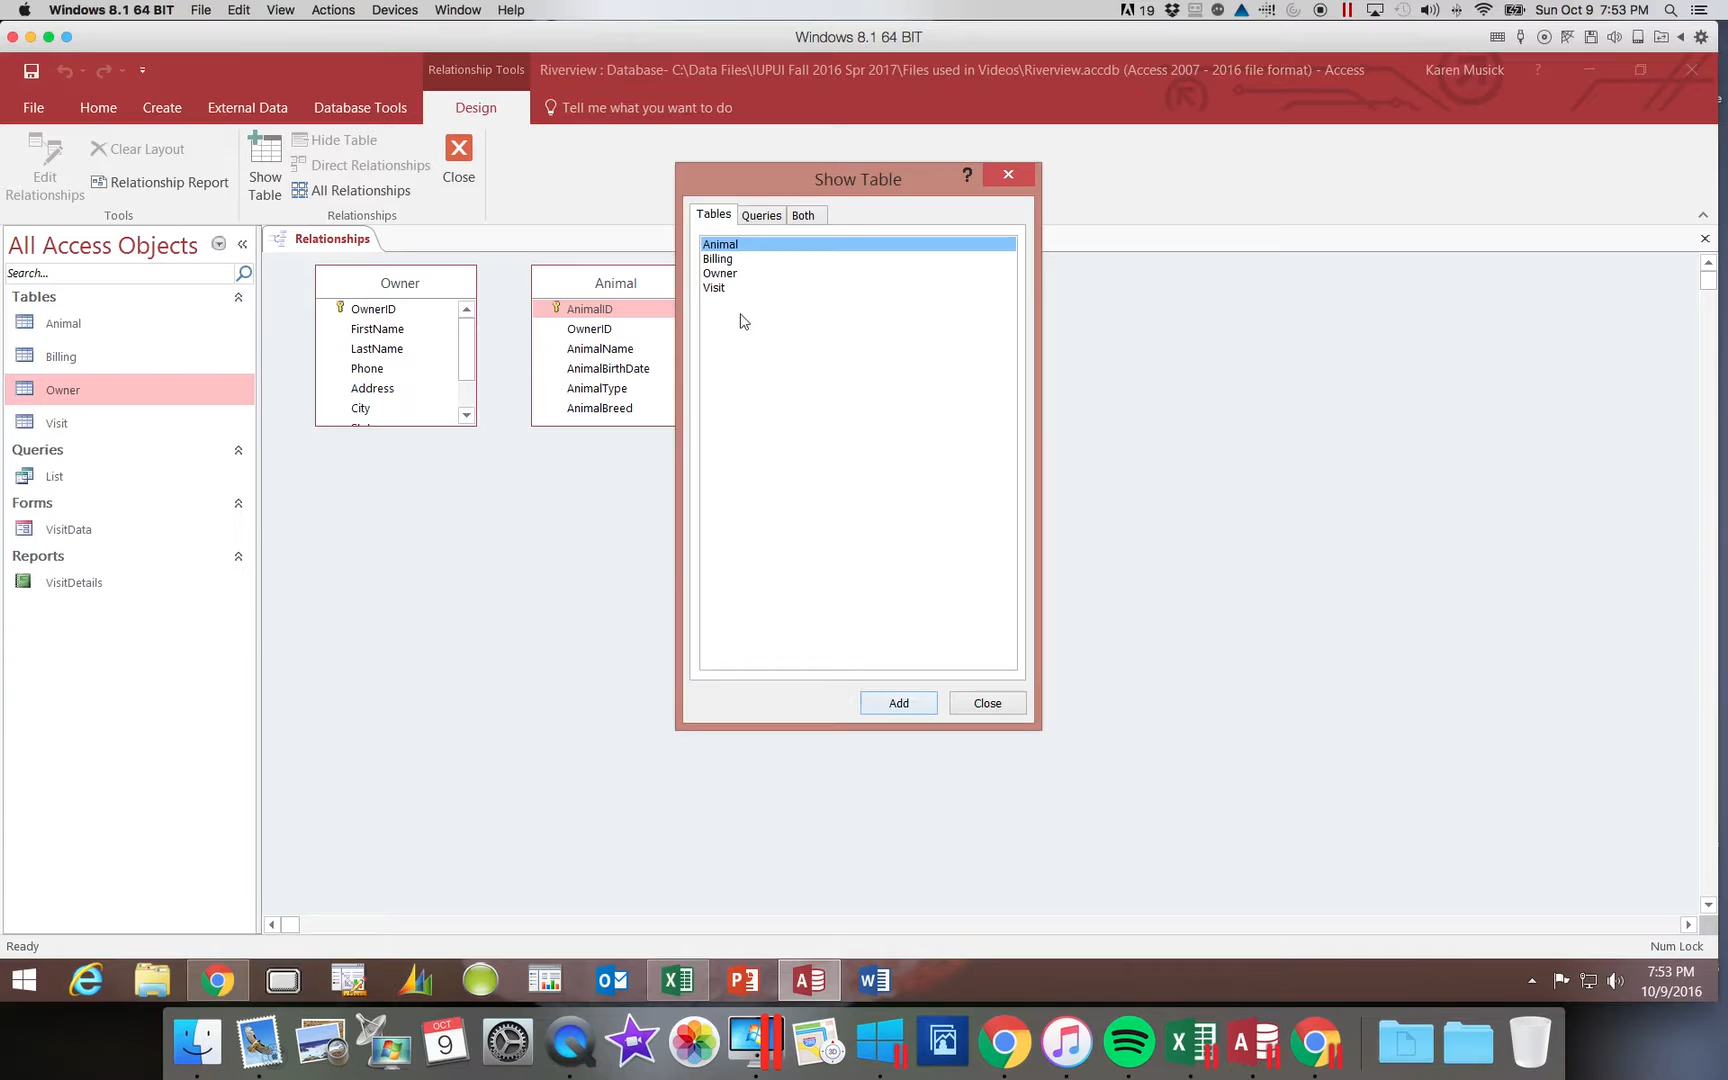 Windows 8.1 64 BIT File Edit View Actions Devices Window Help 19 Sun Oct 9 7:53 PM
Windows 8.1 64 BIT
Relationship Tools Riverview : Database- C:\Data Files\IUPUI Fall 2016 Spr 2017\Files used in Videos\Riverview.accdb (Access 2007 - 2016 file format) - Access Karen Musick ?
File Home Create External Data Database Tools Design Tell me what you want to do
Edit Relationships
Clear Layout
Relationship Report
Tools
Show Table
Hide Table
Direct Relationships
All Relationships
Relationships
Close
All Access Objects
Search...
Tables
Animal
Billing
Owner
Visit
Queries
List
Forms
VisitData
Reports
VisitDetails
Relationships
Owner
OwnerID
FirstName
LastName
Phone
Address
City
Animal
AnimalID
OwnerID
AnimalName
AnimalBirthDate
AnimalType
AnimalBreed
Show Table ?
Tables Queries Both
Animal
Billing
Owner
Visit
Add Close
Ready Num Lock
7:53 PM
10/9/2016
OCT
9
3D